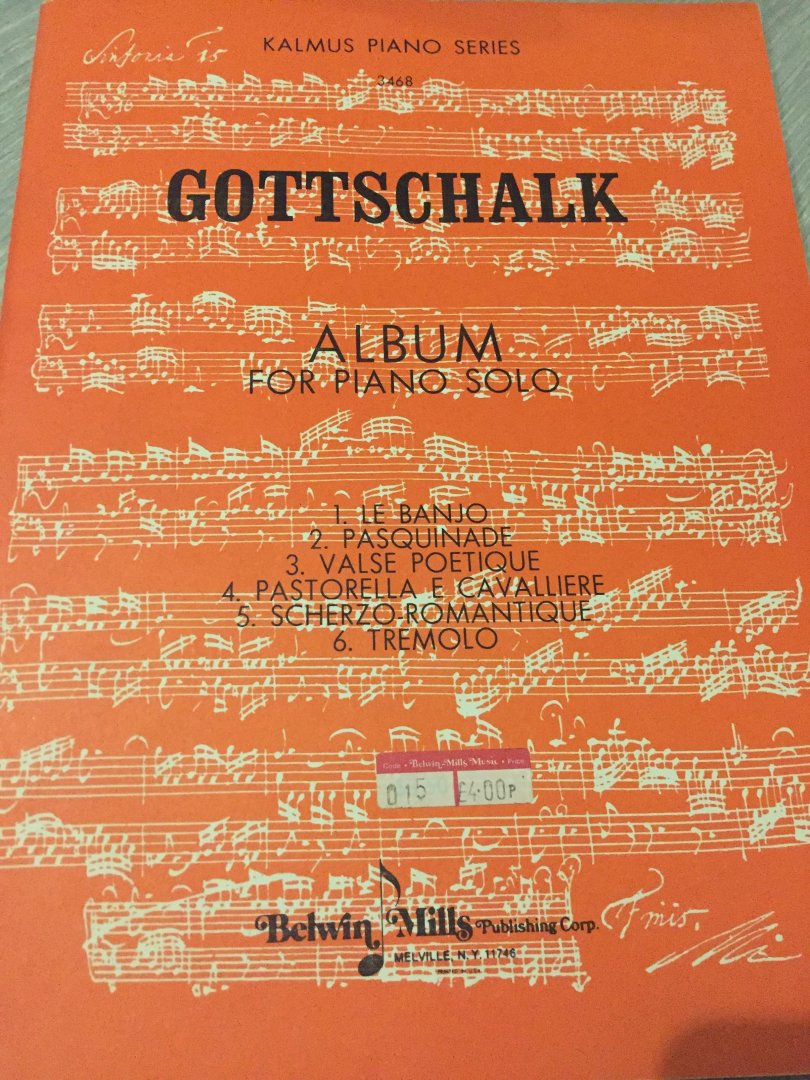 Sinfonia 15
KALMUS PIANO SERIES
3468
GOTTSCHALK
ALBUM
FOR PIANO SOLO
1. LE BANJO
2. PASQUINADE
3. VALSE POETIQUE
4. PASTORELLA E CAVALLIERE
5. SCHERZO-ROMANTIQUE
6. TREMOLO
Code • Belwin-Mills Music • Price
015 £4·00P
Belwin Mills Publishing Corp.
MELVILLE, N.Y. 11746
PRINTED IN U.S.A.